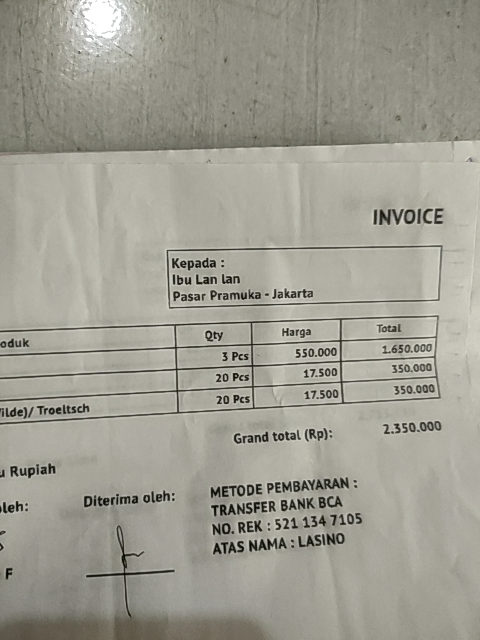 INVOICE
Kepada :
Ibu Lan lan
Pasar Pramuka - Jakarta
oduk Qty Harga Total
3 Pcs 550.000 1.650.000
20 Pcs 17.500 350.000
ilde)/ Troeltsch 20 Pcs 17.500 350.000
Grand total (Rp): 2.350.000
u Rupiah
oleh: Diterima oleh:
F
METODE PEMBAYARAN :
TRANSFER BANK BCA
NO. REK : 521 134 7105
ATAS NAMA : LASINO